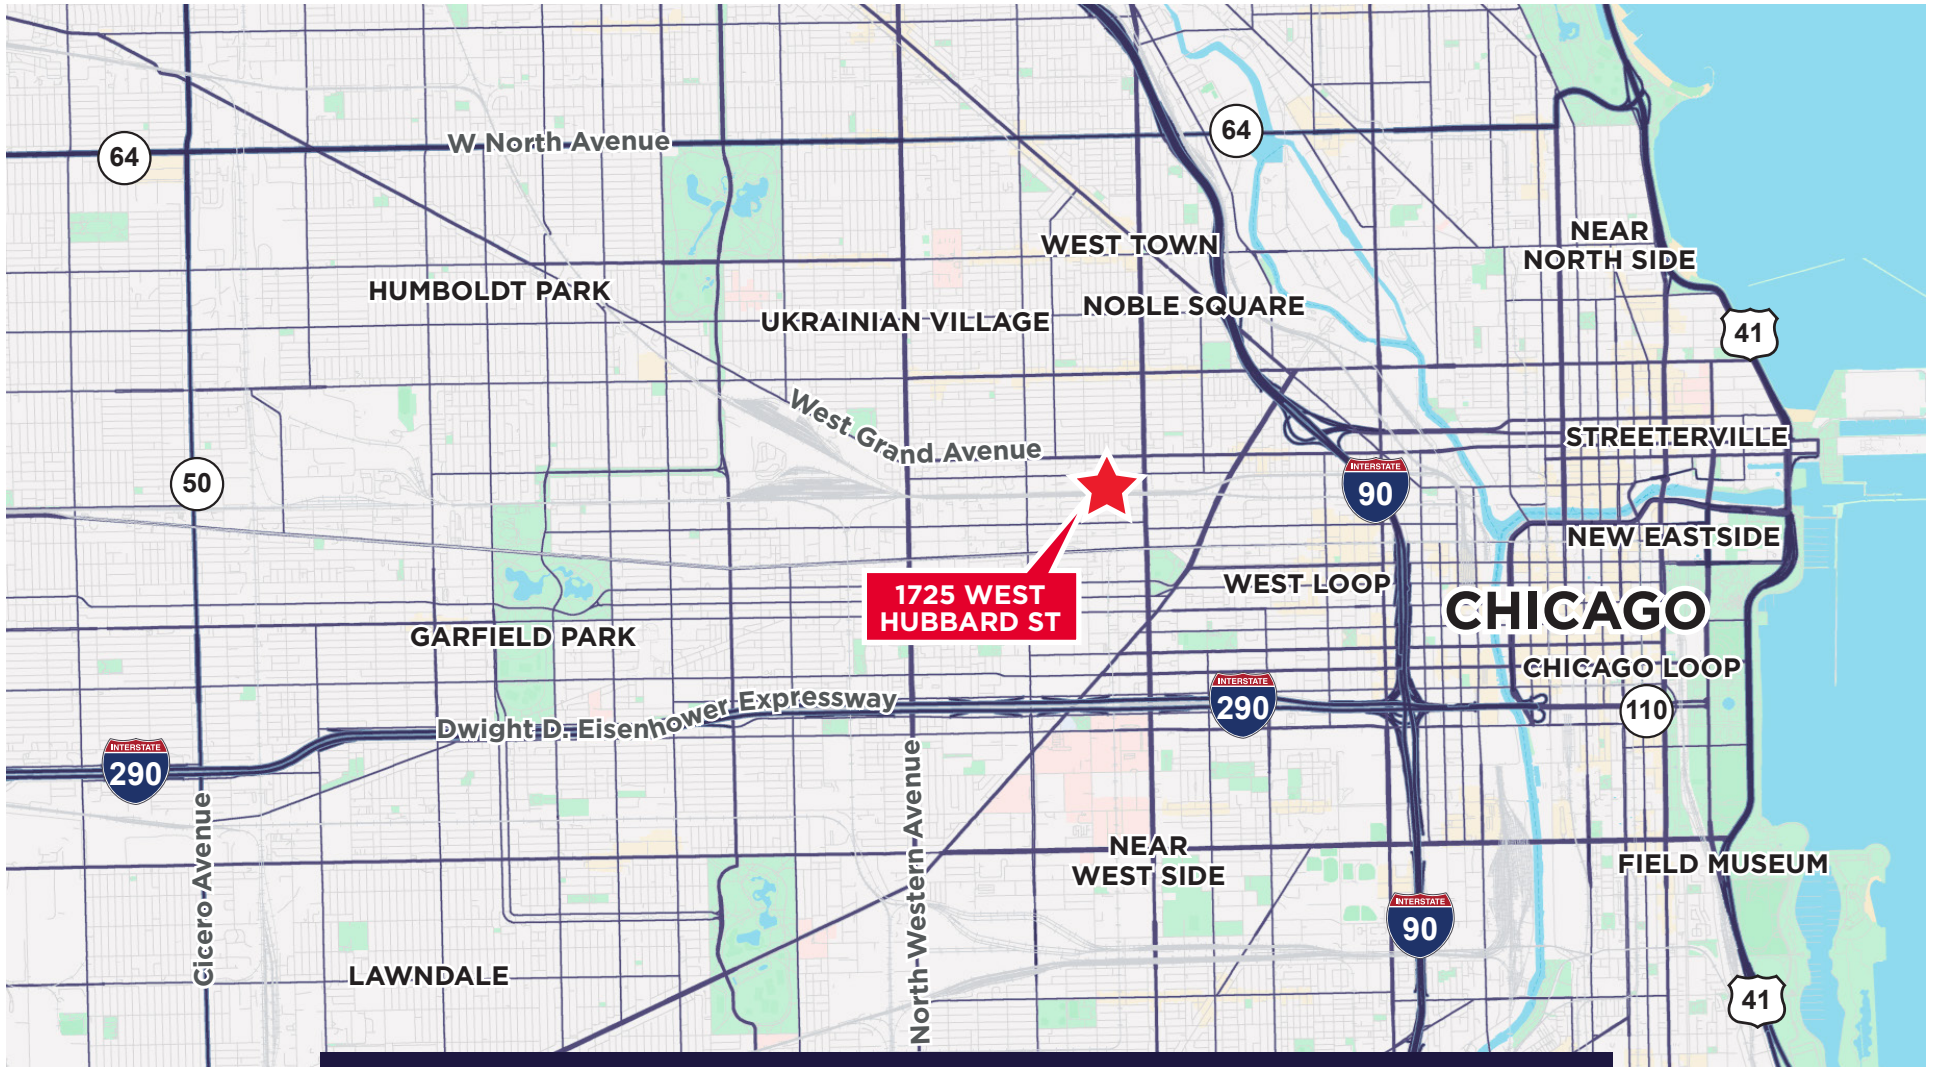 64
W North Avenue
64
WEST TOWN
NEAR
NORTH SIDE
HUMBOLDT PARK
UKRAINIAN VILLAGE
NOBLE SQUARE
41
West Grand Avenue
STREETERVILLE
50
INTERSTATE
90
NEW EASTSIDE
1725 WEST
HUBBARD ST
WEST LOOP
CHICAGO
GARFIELD PARK
CHICAGO LOOP
Dwight D. Eisenhower Expressway
INTERSTATE
290
110
INTERSTATE
290
Cicero Avenue
North Western Avenue
NEAR
WEST SIDE
FIELD MUSEUM
INTERSTATE
90
LAWNDALE
41